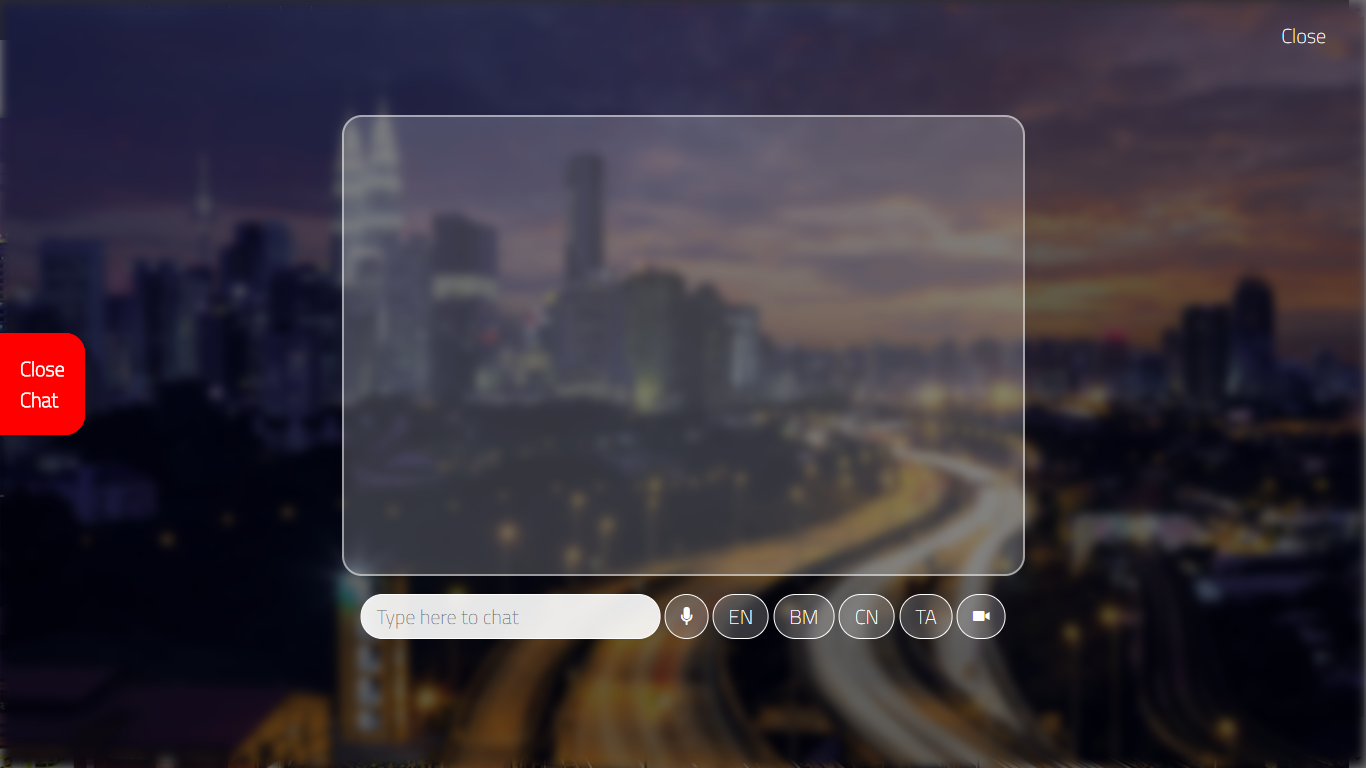 Close
Close
Chat
Type here to chat
EN
BM
CN
TA